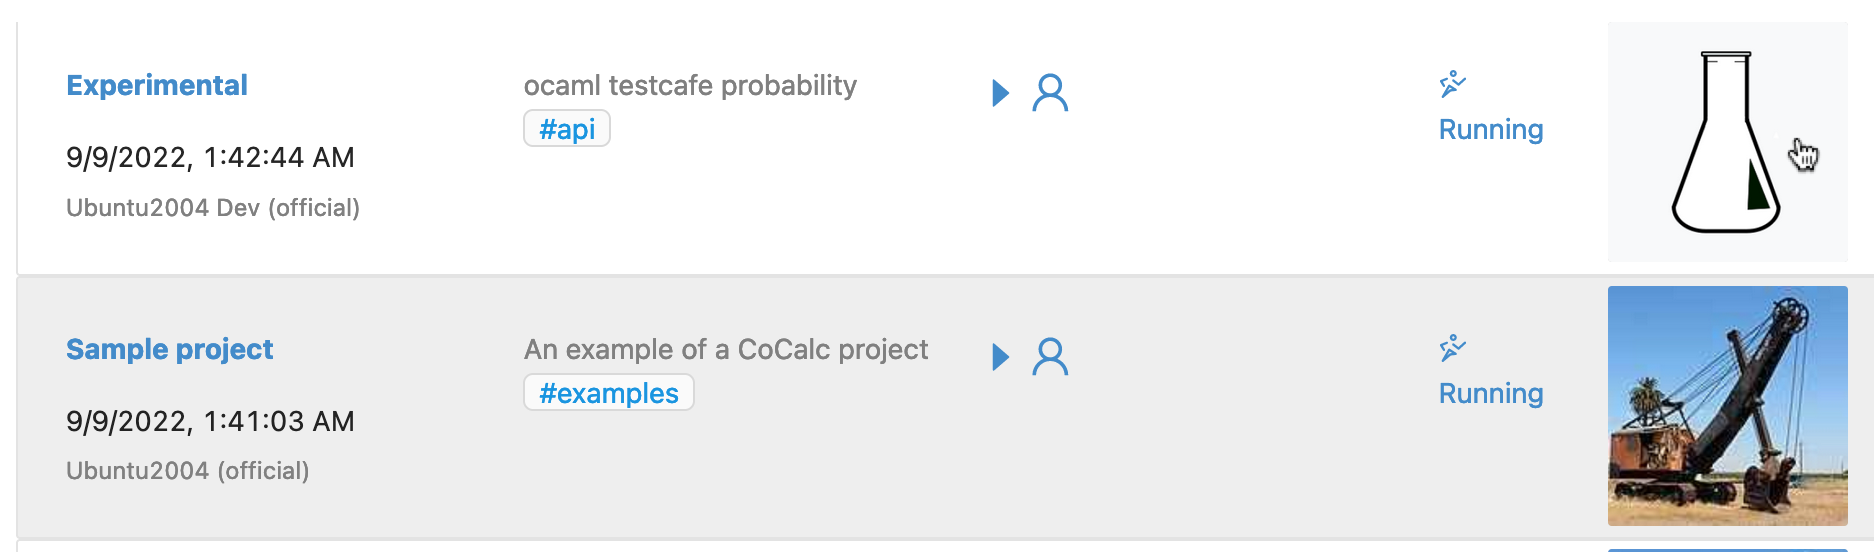 Experimental
ocaml testcafe probability
#api
Running
9/9/2022, 1:42:44 AM
Ubuntu2004 Dev (official)
Sample project
An example of a CoCalc project
#examples
Running
9/9/2022, 1:41:03 AM
Ubuntu2004 (official)